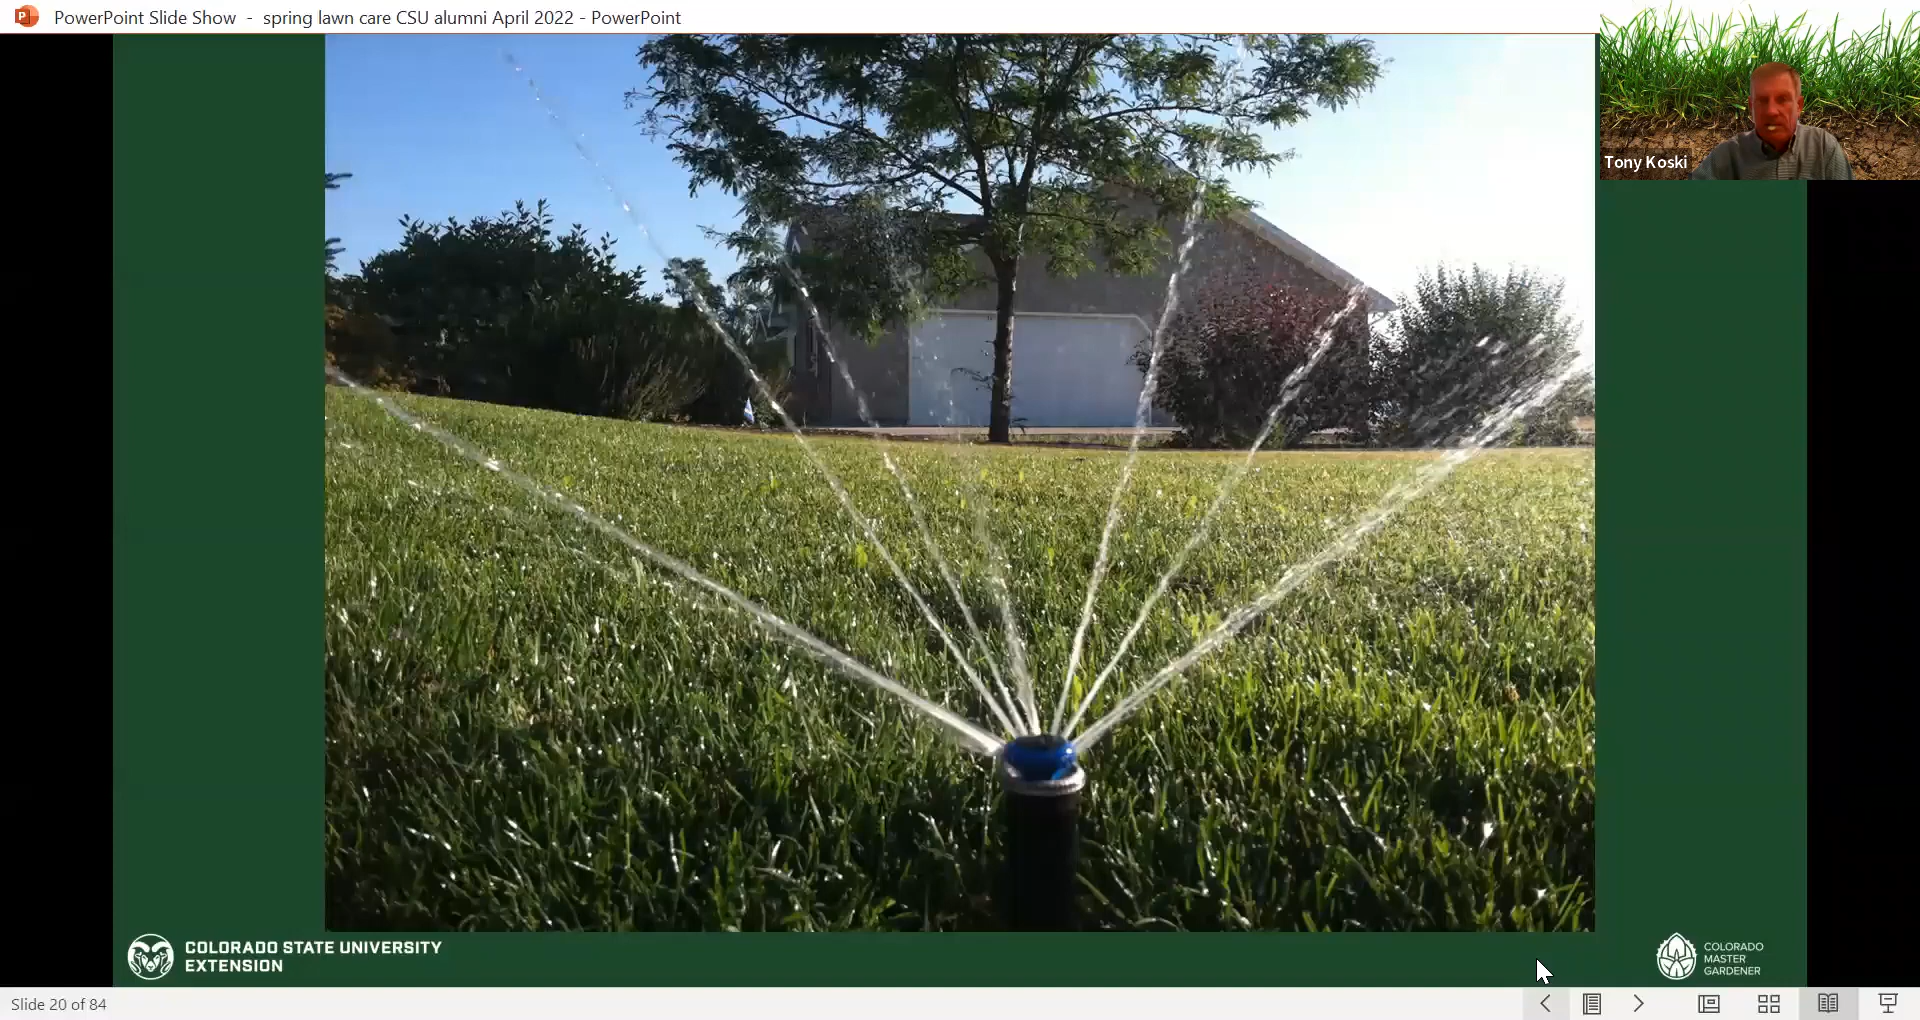 PowerPoint Slide Show - spring lawn care CSU alumni April 2022 - PowerPoint
Tony Koski
COLORADO STATE UNIVERSITY
EXTENSION
COLORADO
MASTER
GARDENER
Slide 20 of 84